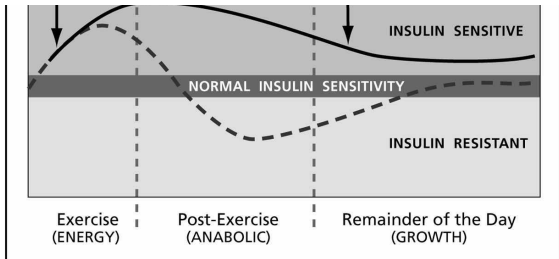 INSULIN SENSITIVE
NORMAL INSULIN SENSITIVITY
INSULIN RESISTANT
Exercise
(ENERGY)
Post-Exercise
(ANABOLIC)
Remainder of the Day
(GROWTH)